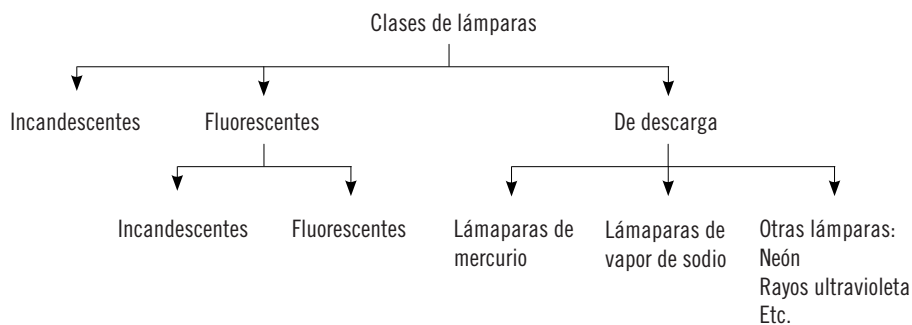 Clases de lámparas
Incandescentes
Fluorescentes
De descarga
Incandescentes
Fluorescentes
Lámaparas de
mercurio
Lámaparas de
vapor de sodio
Otras lámparas:
Neón
Rayos ultravioleta
Etc.